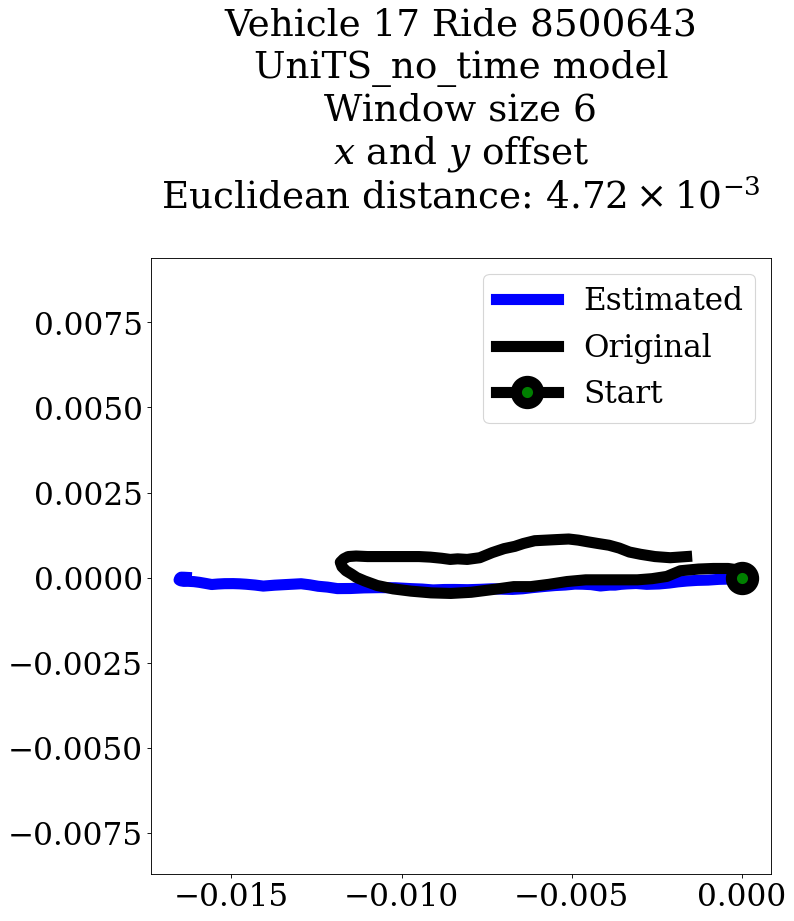 Vehicle 17 Ride 8500643
UniTS_no_time model
Window size 6
x and y offset
Euclidean distance: 4.72 × 10⁻³
Estimated
Original
Start
0.0075
0.0050
0.0025
0.0000
−0.0025
−0.0050
−0.0075
−0.015
−0.010
−0.005
0.000